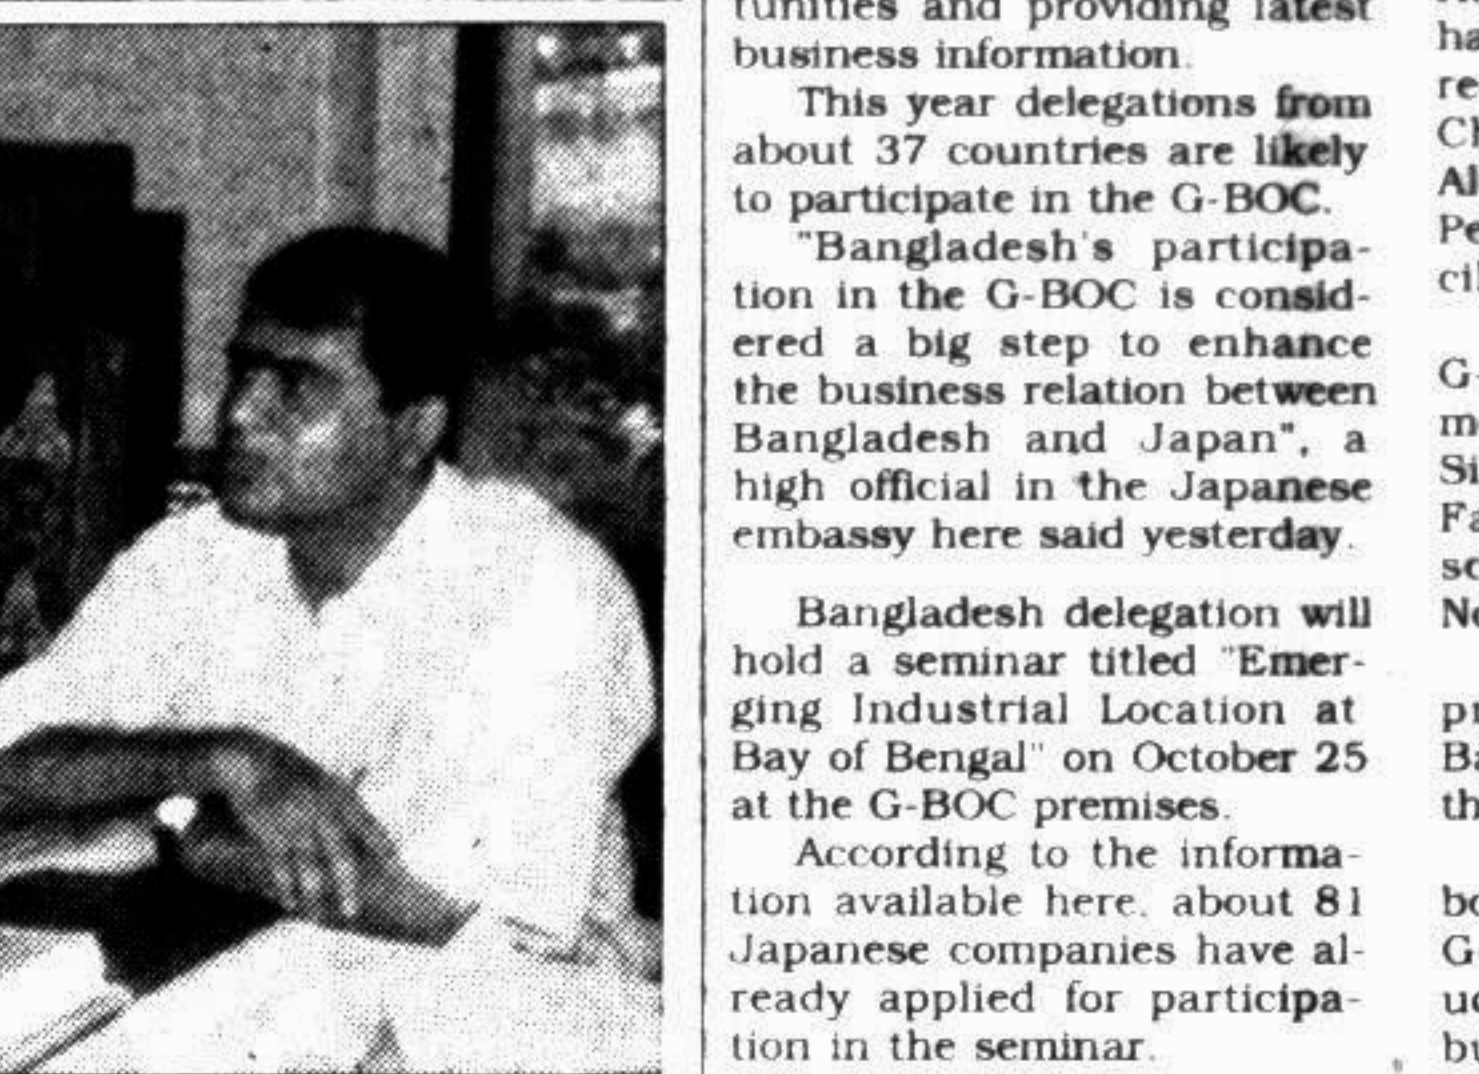 tunities and providing latest
business information.
This year delegations from
about 37 countries are likely
to participate in the G-BOC.
"Bangladesh's participa-
tion in the G-BOC is consid-
ered a big step to enhance
the business relation between
Bangladesh and Japan", a
high official in the Japanese
embassy here said yesterday.
Bangladesh delegation will
hold a seminar titled "Emer-
ging Industrial Location at
Bay of Bengal" on October 25
at the G-BOC premises.
According to the informa-
tion available here, about 81
Japanese companies have al-
ready applied for participa-
tion in the seminar.